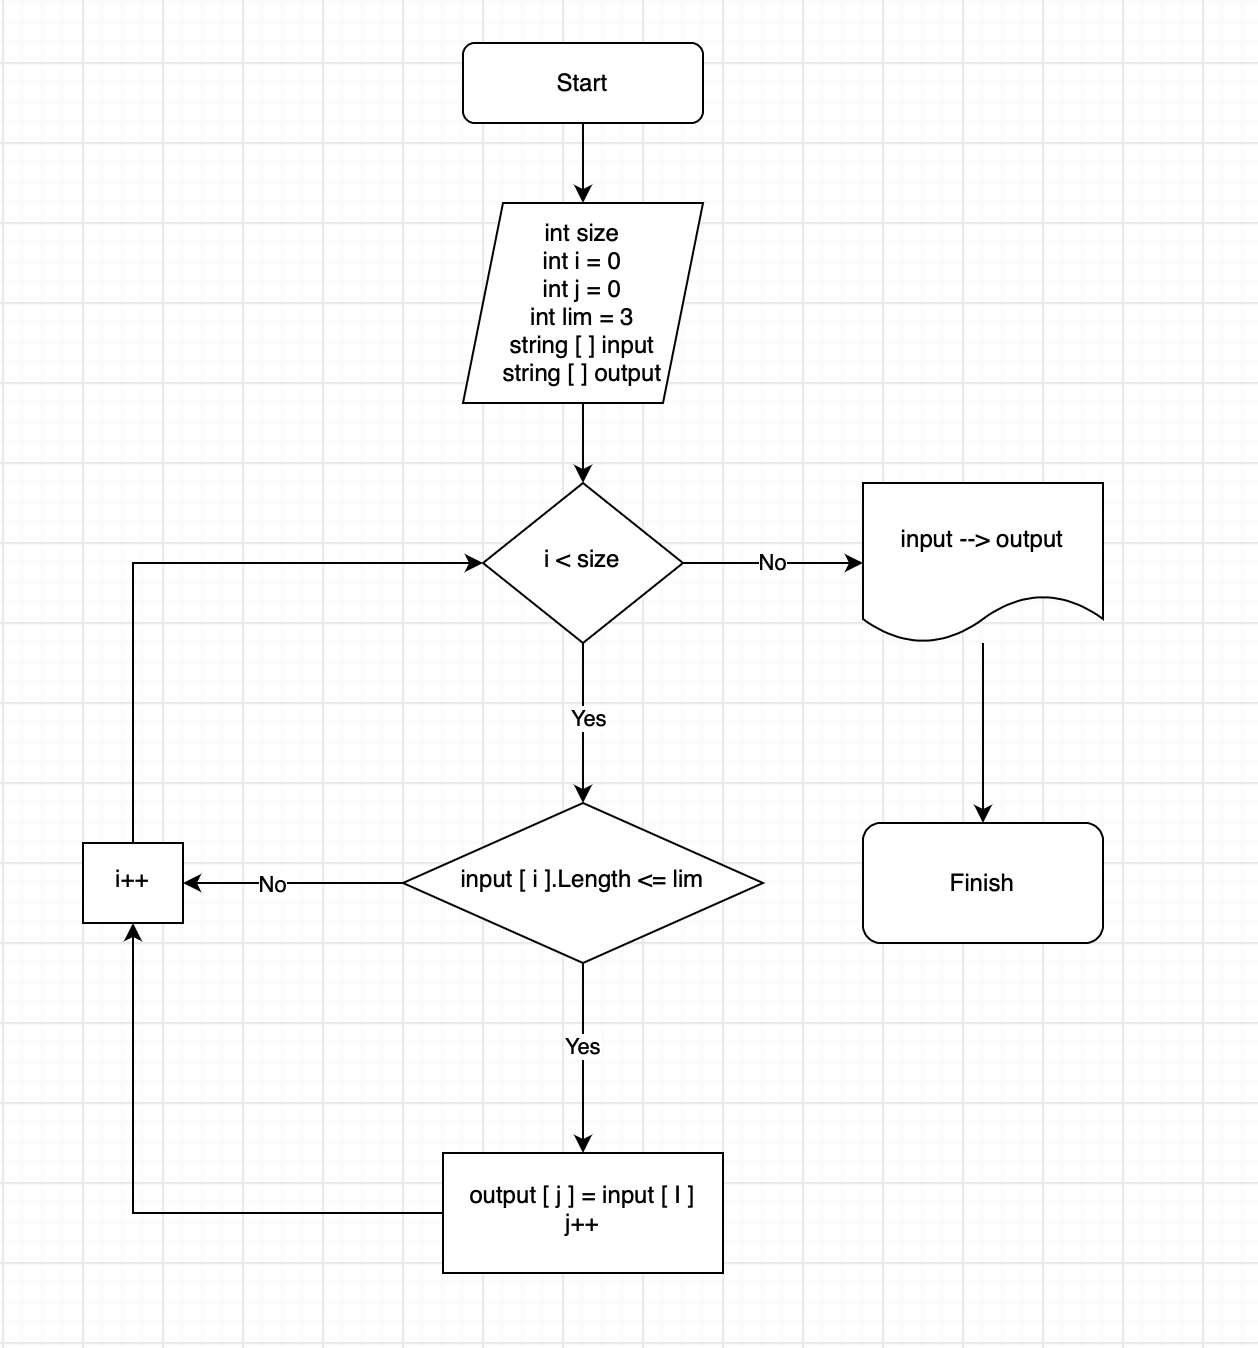 Start
int size
int i = 0
int j = 0
int lim = 3
string [ ] input
string [ ] output
i < size
No
input --> output
Yes
i++
No
input [ i ].Length <= lim
Finish
Yes
output [ j ] = input [ I ]
j++